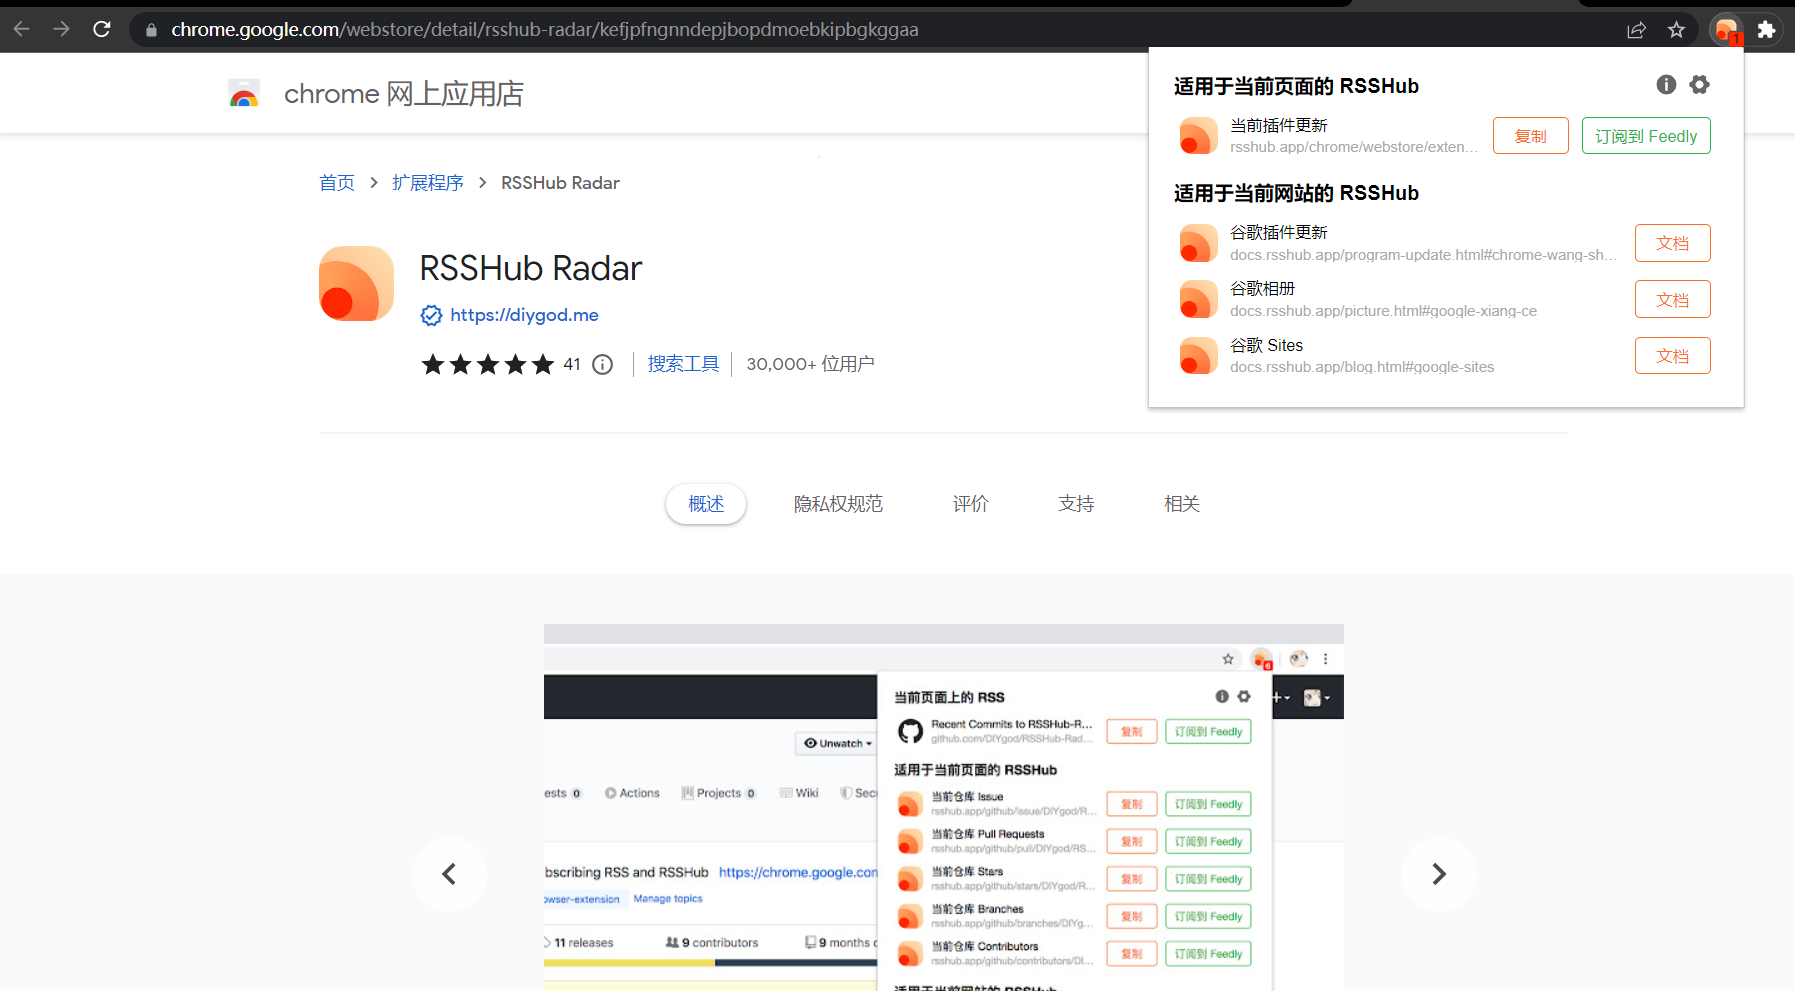 chrome.google.com/webstore/detail/rsshub-radar/kefjpfngnndepjbopdmoebkipbgkggaa
1
chrome 网上应用店
适用于当前页面的 RSSHub
当前插件更新
rsshub.app/chrome/webstore/exten...
复制
订阅到 Feedly
适用于当前网站的 RSSHub
谷歌插件更新
docs.rsshub.app/program-update.html#chrome-wang-sh...
文档
谷歌相册
docs.rsshub.app/picture.html#google-xiang-ce
文档
谷歌 Sites
docs.rsshub.app/blog.html#google-sites
文档
首页 > 扩展程序 > RSSHub Radar
RSSHub Radar
https://diygod.me
41
搜索工具
30,000+ 位用户
概述
隐私权规范
评价
支持
相关
6
Unwatch
ests 0
Actions
Projects 0
Wiki
Secu
bscribing RSS and RSSHub https://chrome.google.con
owser-extension Manage topics
11 releases
9 contributors
9 months
当前页面上的 RSS
Recent Commits to RSSHub-R...
github.com/DIYgod/RSSHub-Rad...
复制
订阅到 Feedly
适用于当前页面的 RSSHub
当前仓库 Issue
rsshub.app/github/issue/DIYgod/R...
复制
订阅到 Feedly
当前仓库 Pull Requests
rsshub.app/github/pull/DIYgod/RS...
复制
订阅到 Feedly
当前仓库 Stars
rsshub.app/github/stars/DIYgod/R...
复制
订阅到 Feedly
当前仓库 Branches
rsshub.app/github/branches/DIYg...
复制
订阅到 Feedly
当前仓库 Contributors
rsshub.app/github/contributors/DI...
复制
订阅到 Feedly
适用于当前网站的 RSSHub